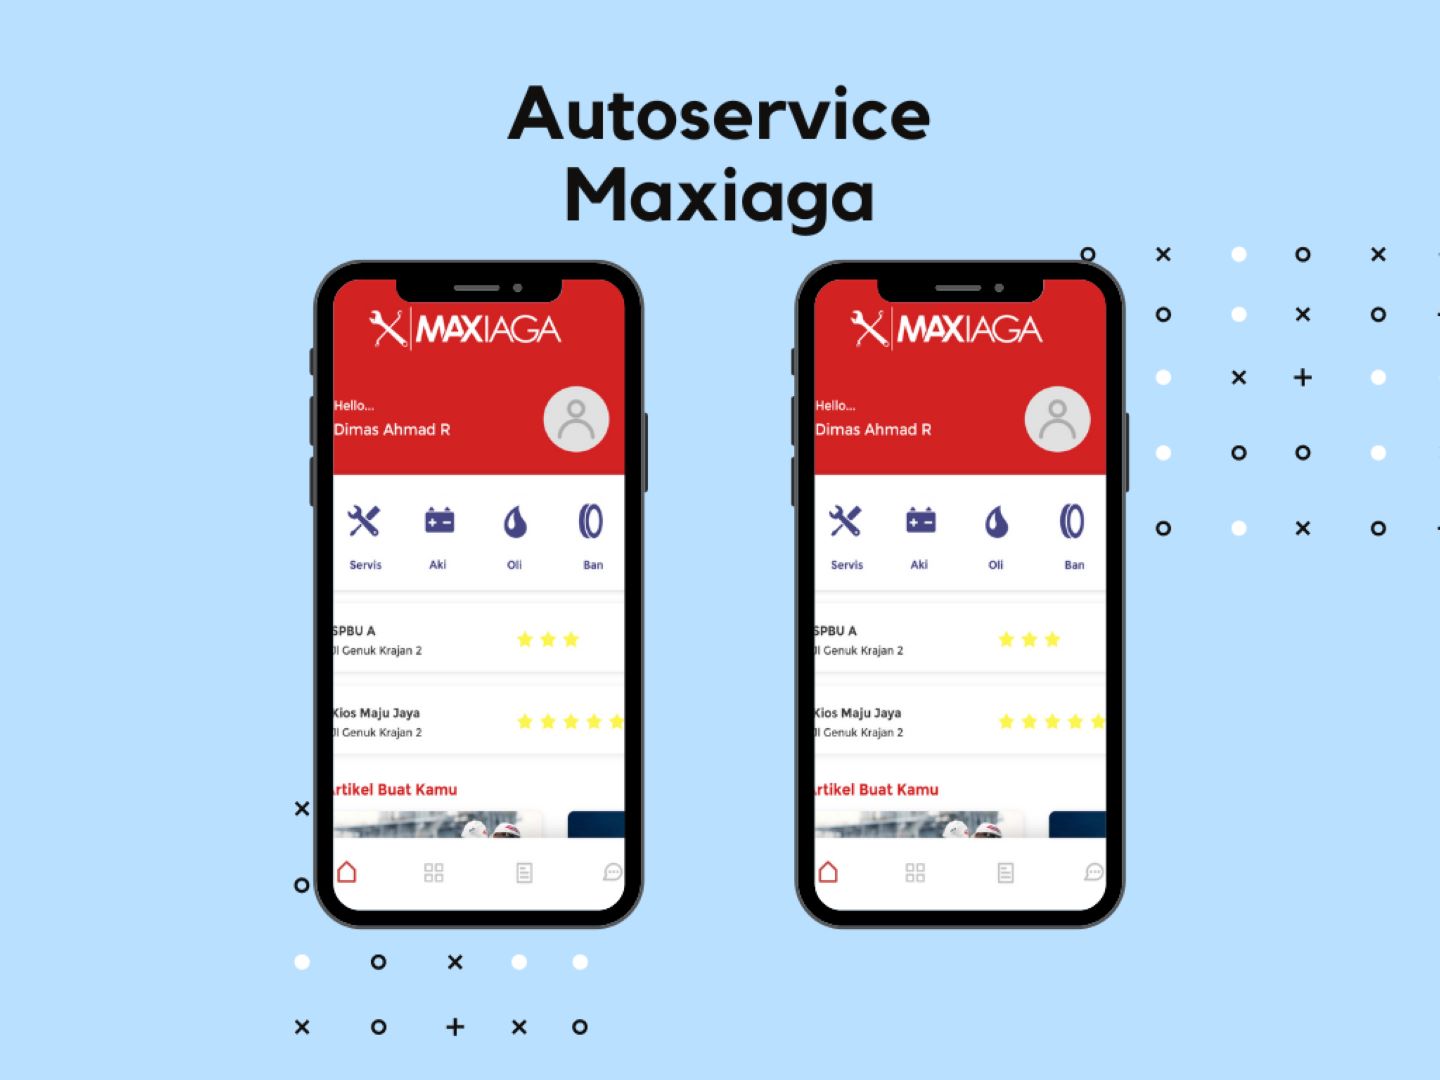 Autoservice
Maxiaga
MAXIAGA
Hello...
Dimas Ahmad R
Servis Aki Oli Ban
SPBU A
Jl Genuk Krajan 2
Kios Maju Jaya
Jl Genuk Krajan 2
rtikel Buat Kamu
MAXIAGA
Hello...
Dimas Ahmad R
Servis Aki Oli Ban
SPBU A
Jl Genuk Krajan 2
Kios Maju Jaya
Jl Genuk Krajan 2
rtikel Buat Kamu